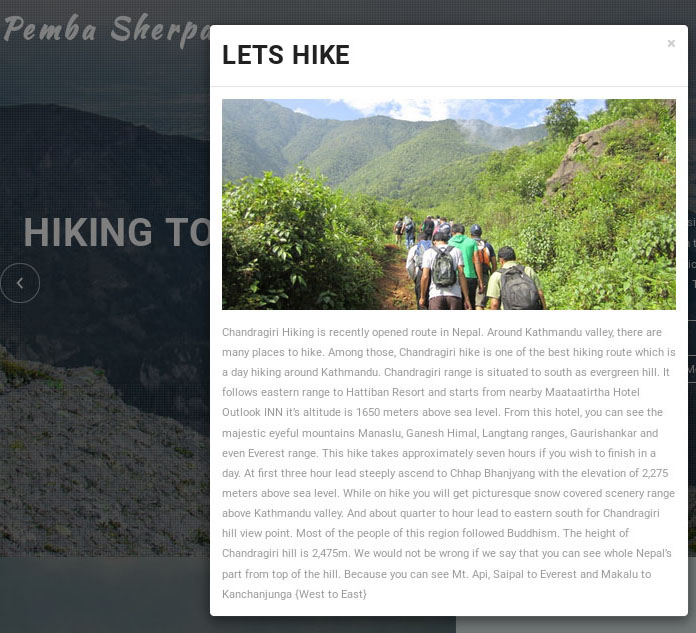 Pemba Sherpa
LETS HIKE
×
HIKING TO
Chandragiri Hiking is recently opened route in Nepal. Around Kathmandu valley, there are
many places to hike. Among those, Chandragiri hike is one of the best hiking route which is
a day hiking around Kathmandu. Chandragiri range is situated to south as evergreen hill. It
follows eastern range to Hattiban Resort and starts from nearby Maataatirtha Hotel
Outlook INN it's altitude is 1650 meters above sea level. From this hotel, you can see the
majestic eyeful mountains Manaslu, Ganesh Himal, Langtang ranges, Gaurishankar and
even Everest range. This hike takes approximately seven hours if you wish to finish in a
day. At first three hour lead steeply ascend to Chhap Bhanjyang with the elevation of 2,275
meters above sea level. While on hike you will get picturesque snow covered scenery range
above Kathmandu valley. And about quarter to hour lead to eastern south for Chandragiri
hill view point. Most of the people of this region followed Buddhism. The height of
Chandragiri hill is 2,475m. We would not be wrong if we say that you can see whole Nepal's
part from top of the hill. Because you can see Mt. Api, Saipal to Everest and Makalu to
Kanchanjunga {West to East}